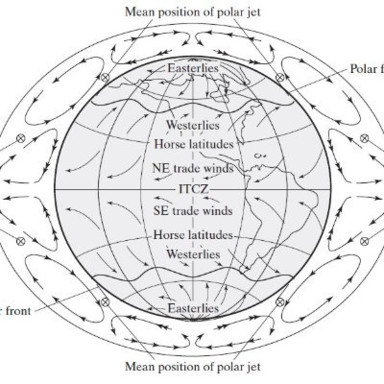 Mean position of polar jet
Easterlies
Polar f
Westerlies
Horse latitudes
NE trade winds
ITCZ
SE trade winds
Horse latitudes
Westerlies
Easterlies
r front
Mean position of polar jet